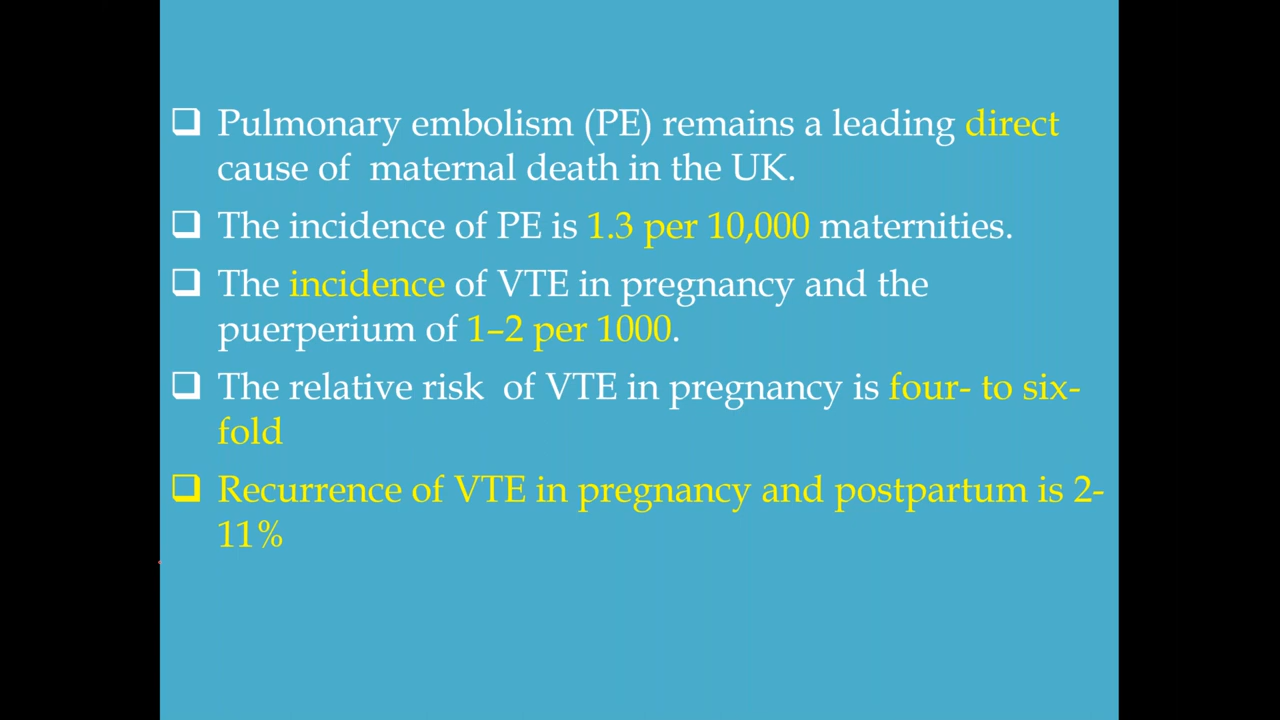 Pulmonary embolism (PE) remains a leading direct
cause of maternal death in the UK.
The incidence of PE is 1.3 per 10,000 maternities.
The incidence of VTE in pregnancy and the
puerperium of 1–2 per 1000.
The relative risk of VTE in pregnancy is four- to six-
fold
Recurrence of VTE in pregnancy and postpartum is 2-
11%